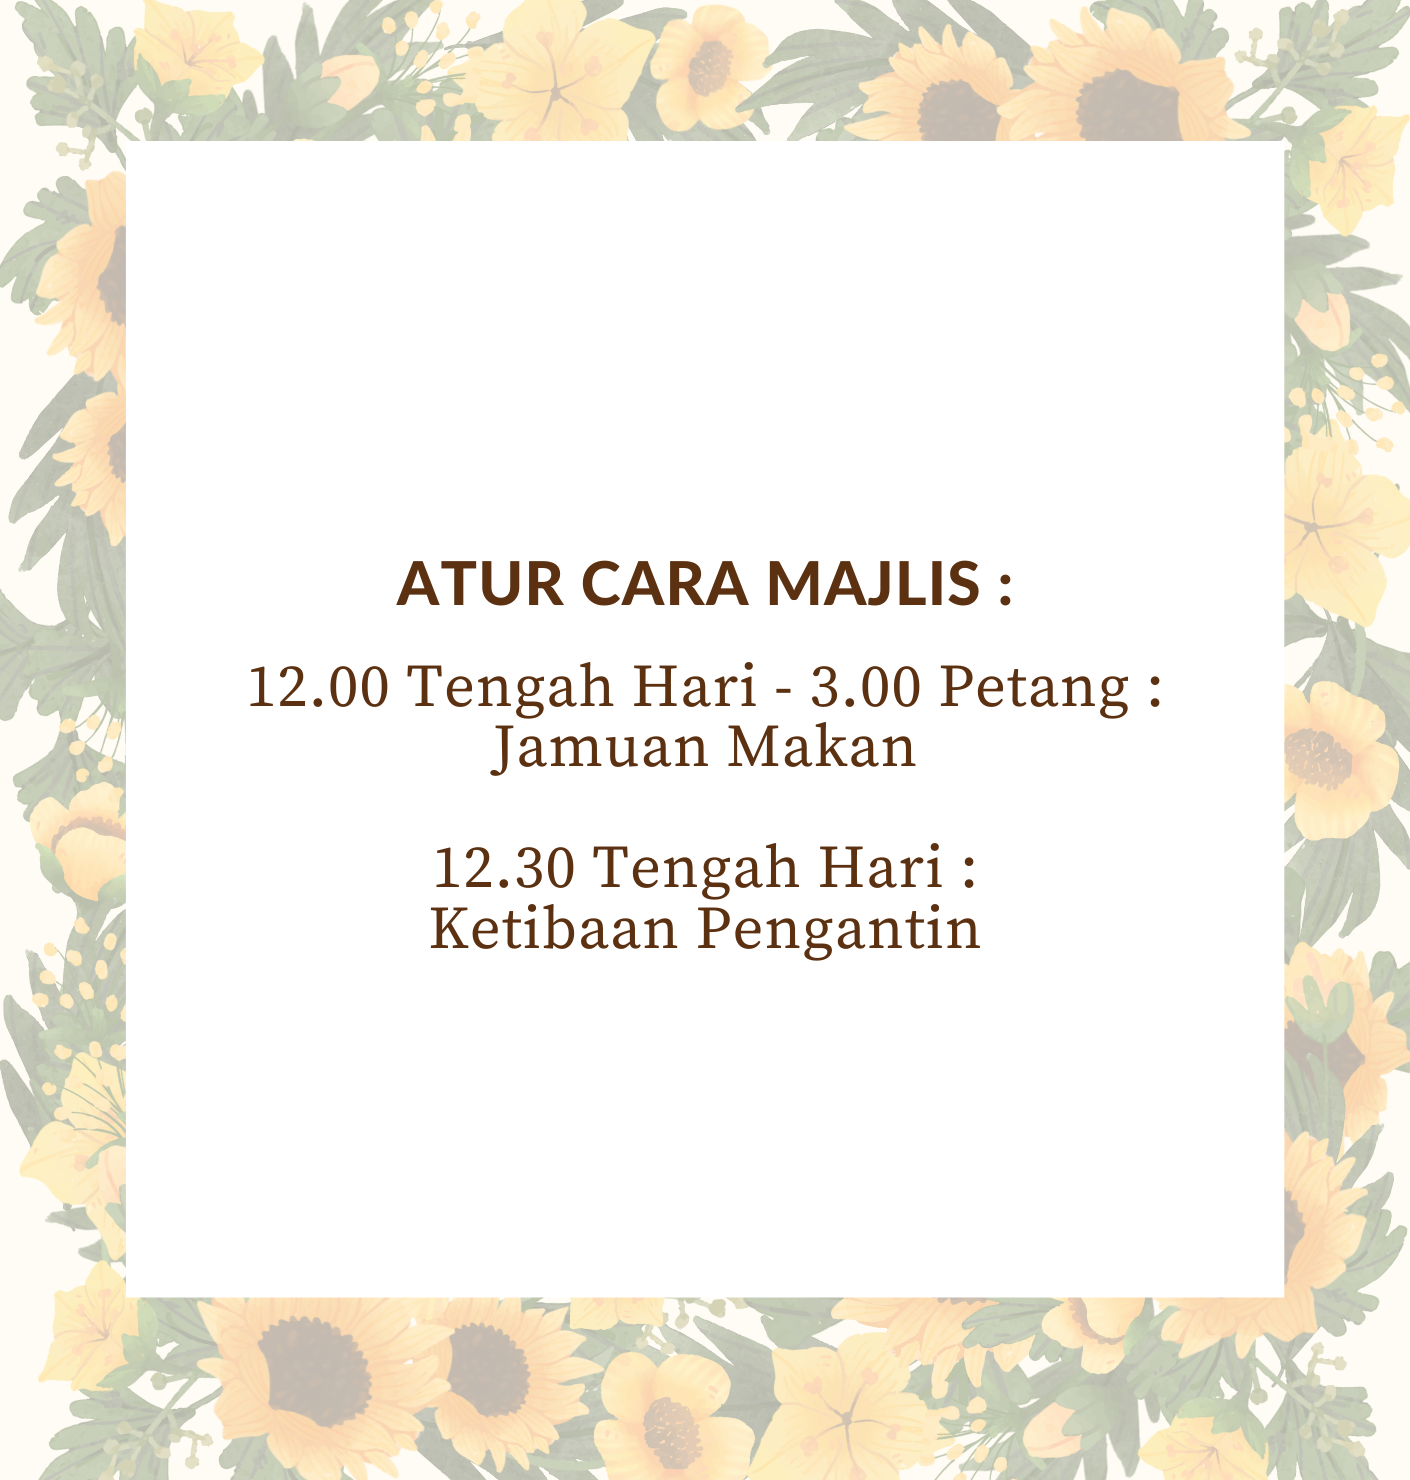 ATUR CARA MAJLIS :
12.00 Tengah Hari - 3.00 Petang :
Jamuan Makan
12.30 Tengah Hari :
Ketibaan Pengantin